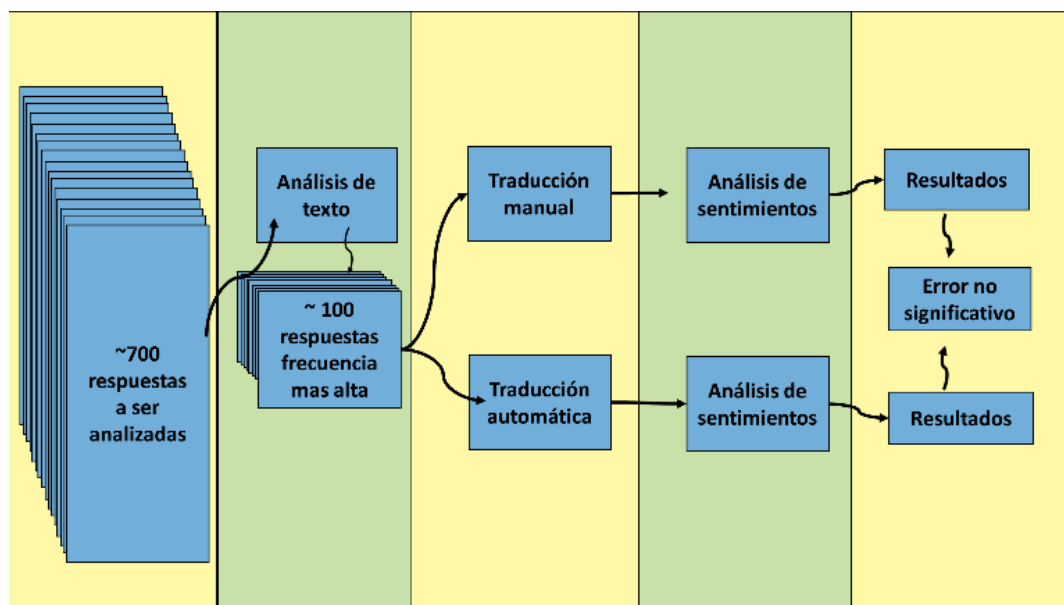 ~700
respuestas
a ser
analizadas
Análisis de
texto
~ 100
respuestas
frecuencia
mas alta
Traducción
manual
Traducción
automática
Análisis de
sentimientos
Análisis de
sentimientos
Resultados
Error no
significativo
Resultados